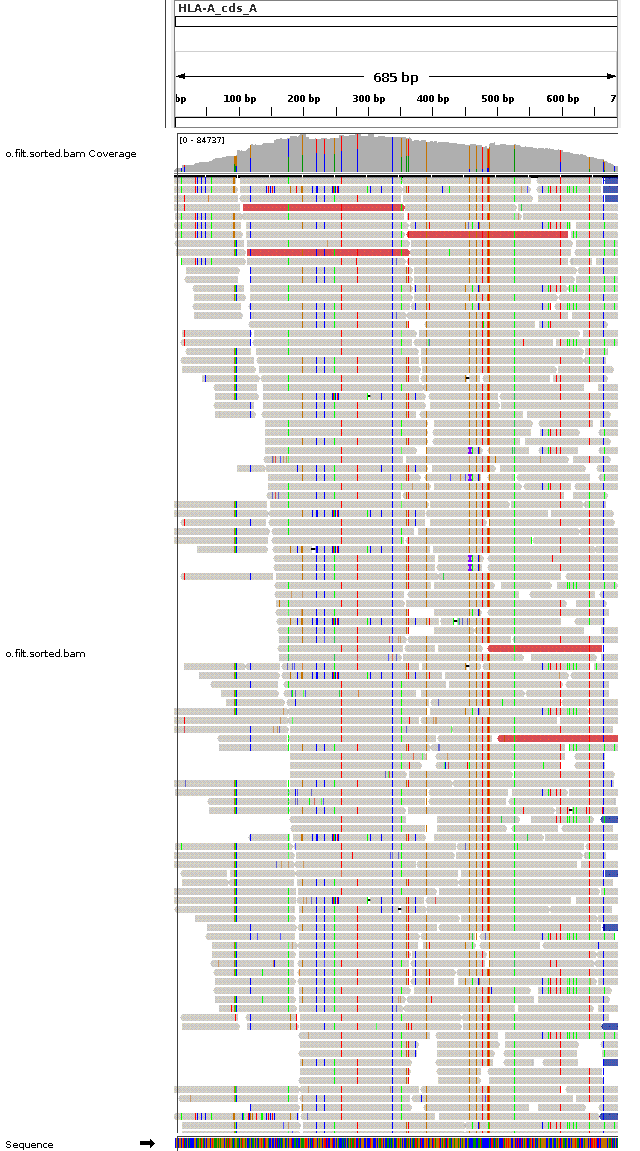 HLA-A_cds_A
685 bp
bp 100 bp 200 bp 300 bp 400 bp 500 bp 600 bp 7
[0 - 84737]
o.filt.sorted.bam Coverage
o.filt.sorted.bam
Sequence